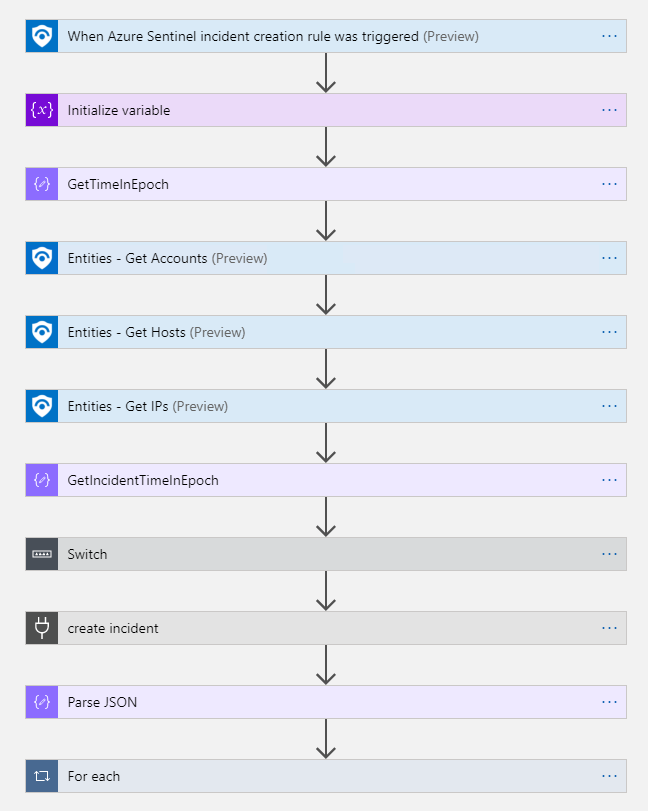 When Azure Sentinel incident creation rule was triggered (Preview)
{x} Initialize variable
GetTimeInEpoch
Entities - Get Accounts (Preview)
Entities - Get Hosts (Preview)
Entities - Get IPs (Preview)
GetIncidentTimeInEpoch
Switch
create incident
Parse JSON
For each